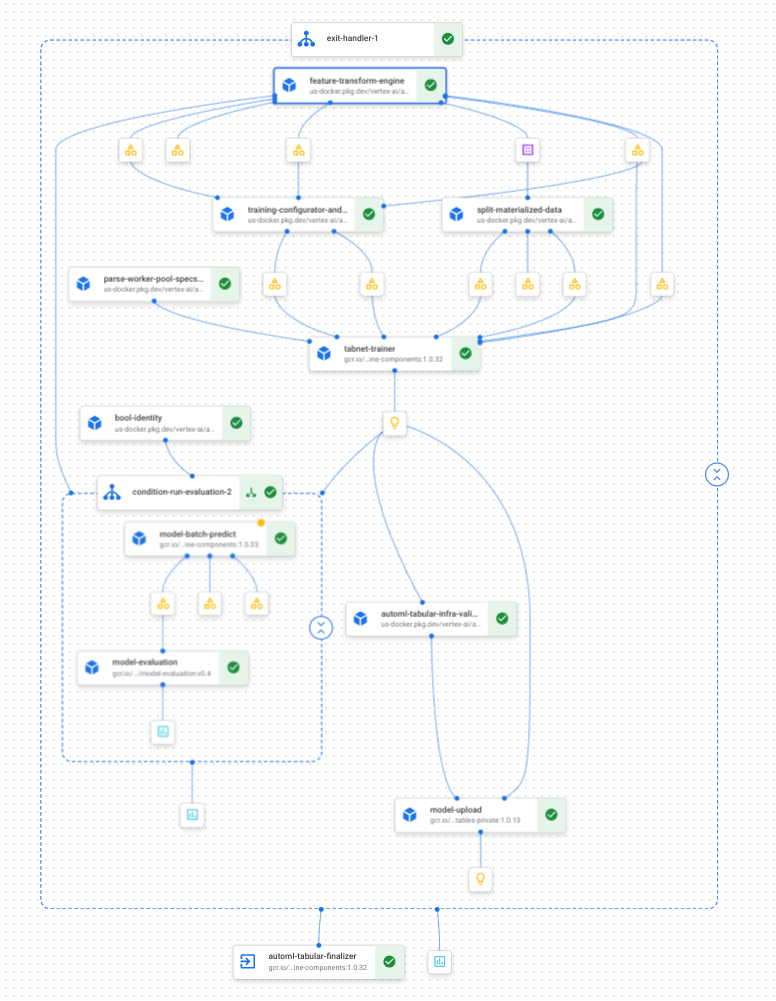 exit-handler-1
feature-transform-engine
us-docker.pkg.dev/vertex-ai/a...
training-configurator-and...
us-docker.pkg.dev/vertex-ai/a...
split-materialized-data
us-docker.pkg.dev/vertex-ai/a...
parse-worker-pool-specs...
us-docker.pkg.dev/vertex-ai/a...
tabnet-trainer
gcr.io/...ine-components:1.0.32
bool-identity
us-docker.pkg.dev/vertex-ai/a...
condition-run-evaluation-2
model-batch-predict
gcr.io/...ine-components:1.0.33
automl-tabular-infra-vali...
us-docker.pkg.dev/vertex-ai/a...
model-evaluation
gcr.io/.../model-evaluation:v0.4
model-upload
gcr.io/...tables-private:1.0.13
automl-tabular-finalizer
gcr.io/...ine-components:1.0.32